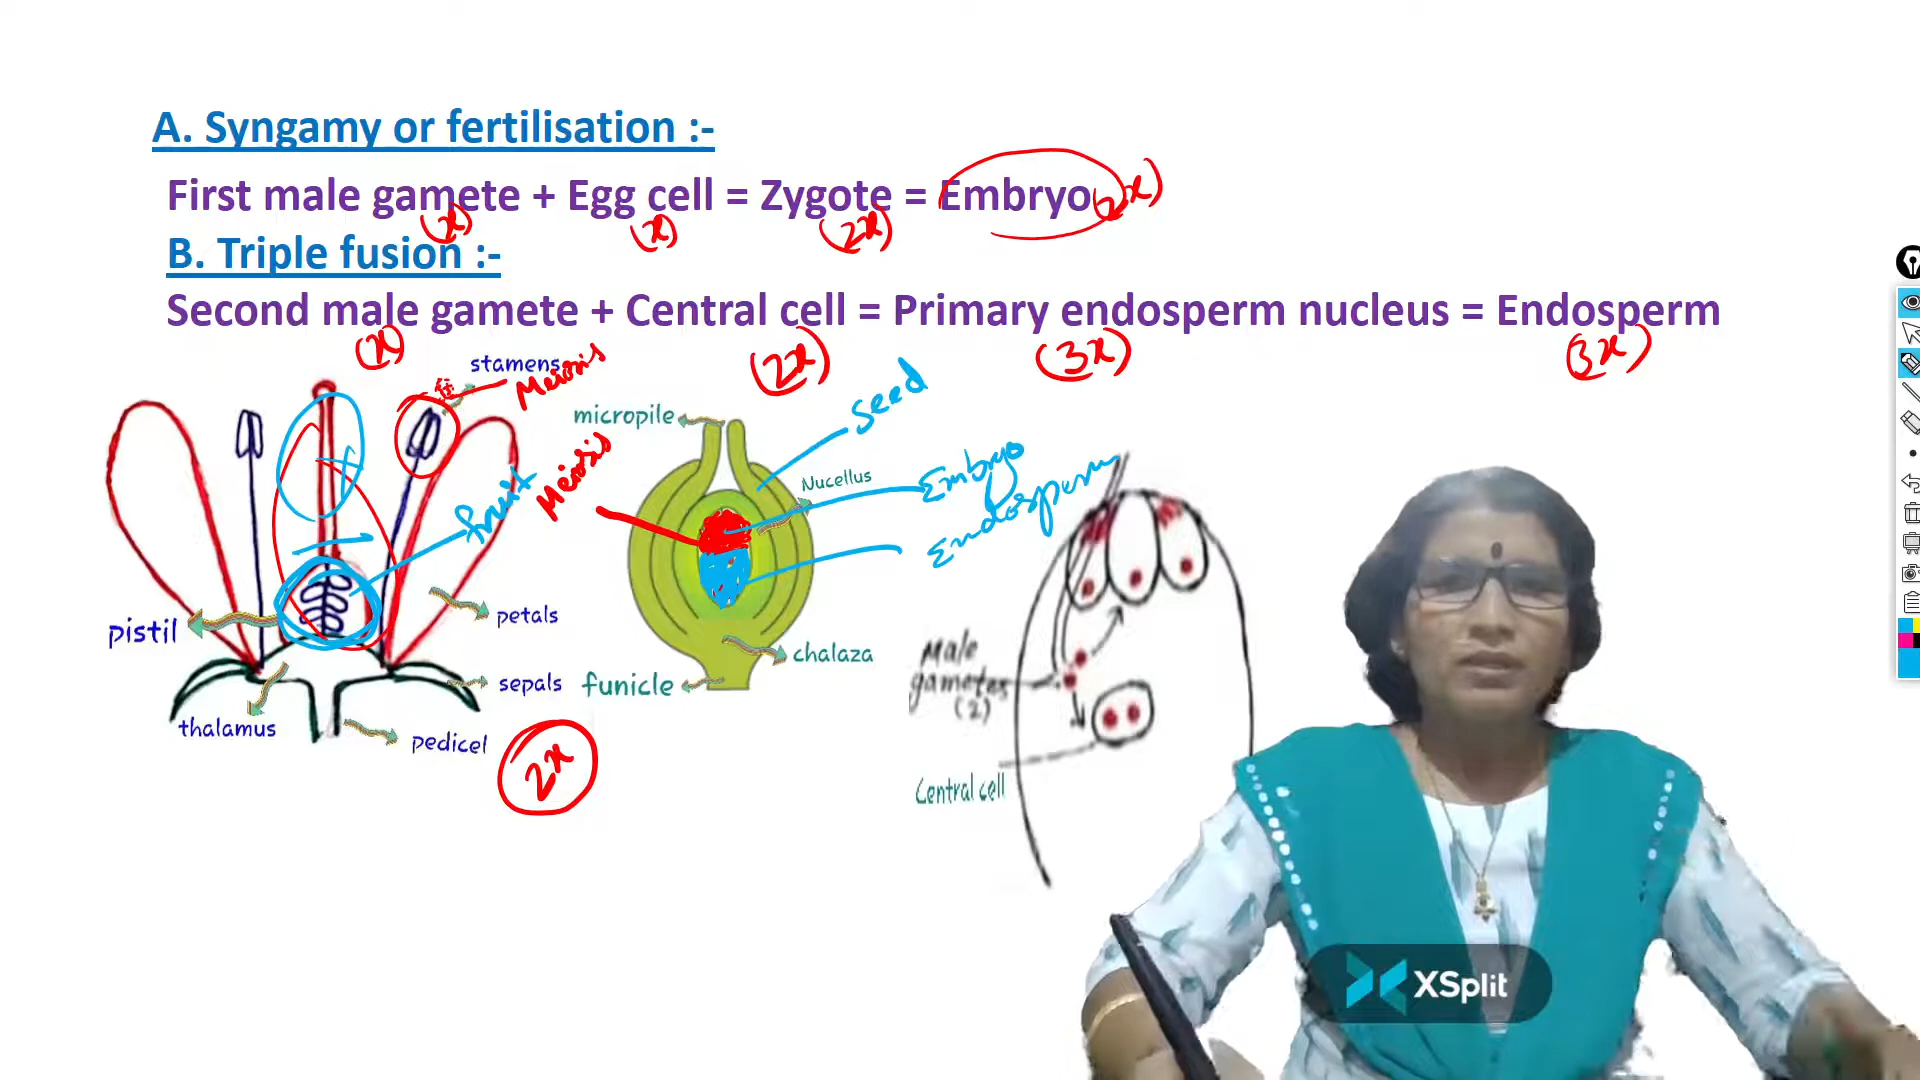 A. Syngamy or fertilisation :-
First male gamete + Egg cell = Zygote = Embryo (2x)
(x) (x) (2x)
B. Triple fusion :-
Second male gamete + Central cell = Primary endosperm nucleus = Endosperm
(x) (2x) (3x) (3x)
stamens
Meiosis
micropile
seed
Meiosis
fruit
Nucellus
Embryo
Endosperm
pistil
petals
chalaza
Male
gametes
(2)
sepals
funicle
thalamus
pedicel
2x
Central cell
XSplit